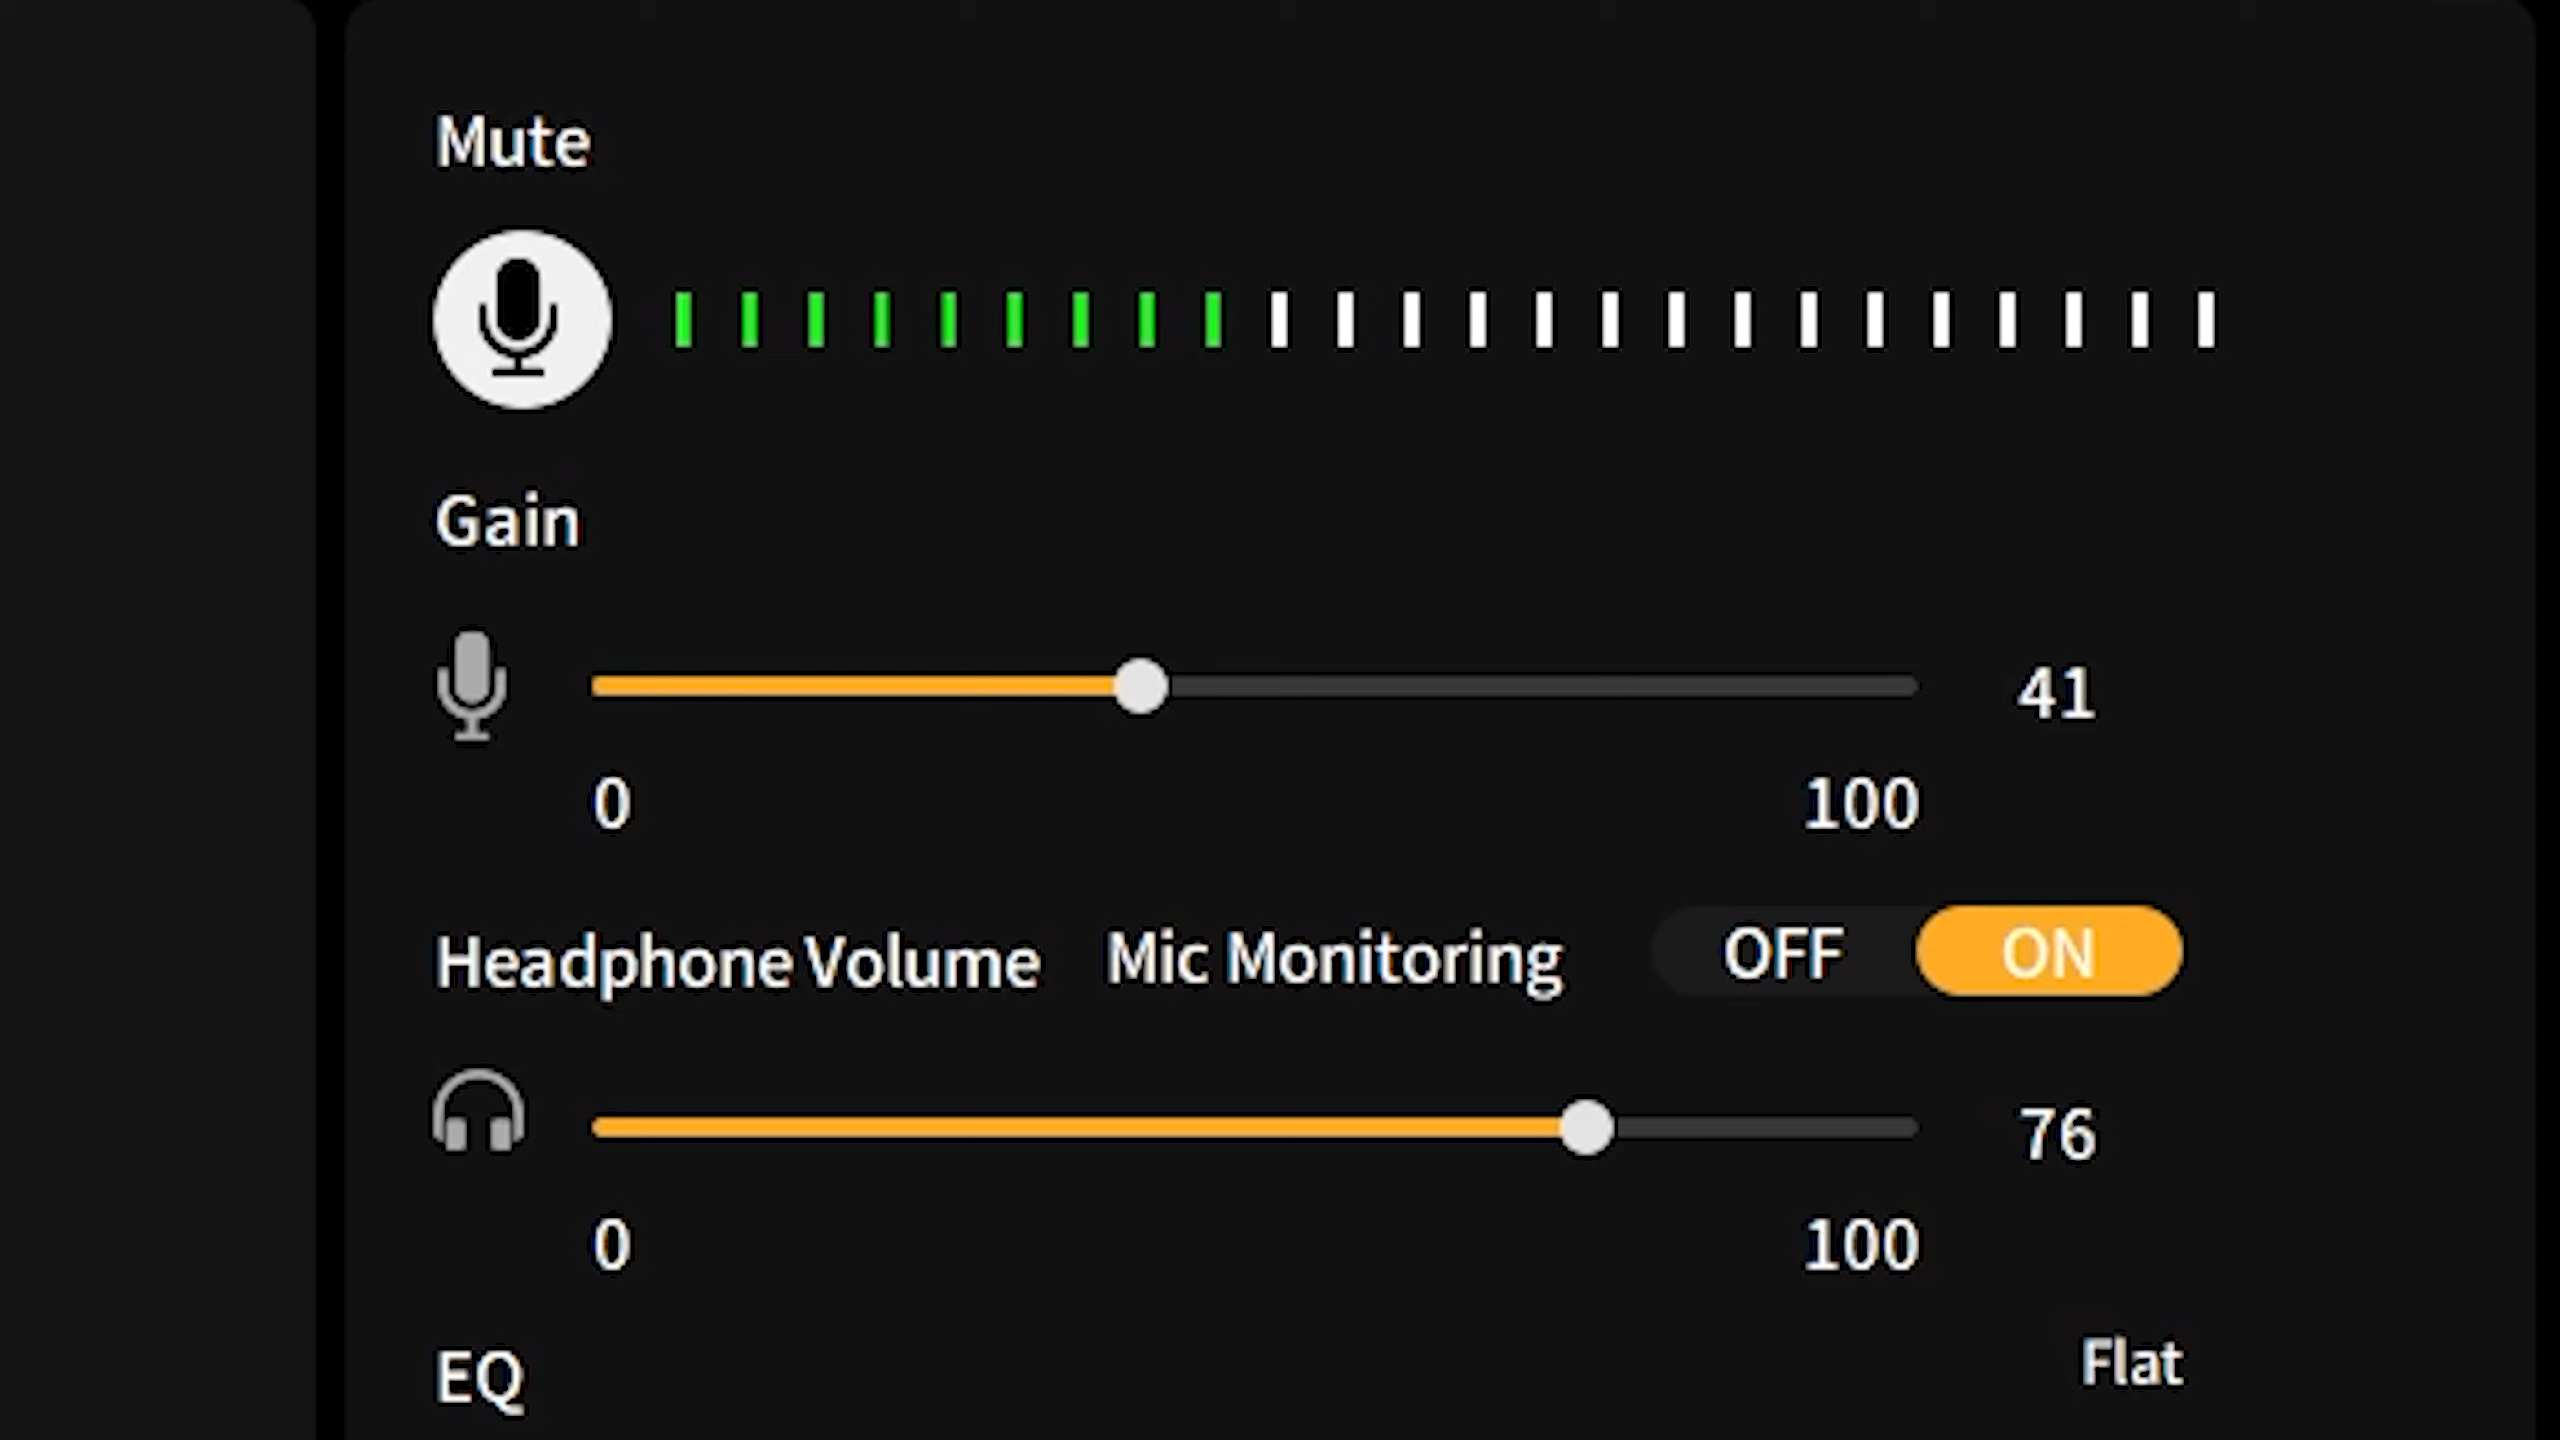 Mute
Gain
41
0 100
Headphone Volume Mic Monitoring OFF ON
76
0 100
EQ Flat